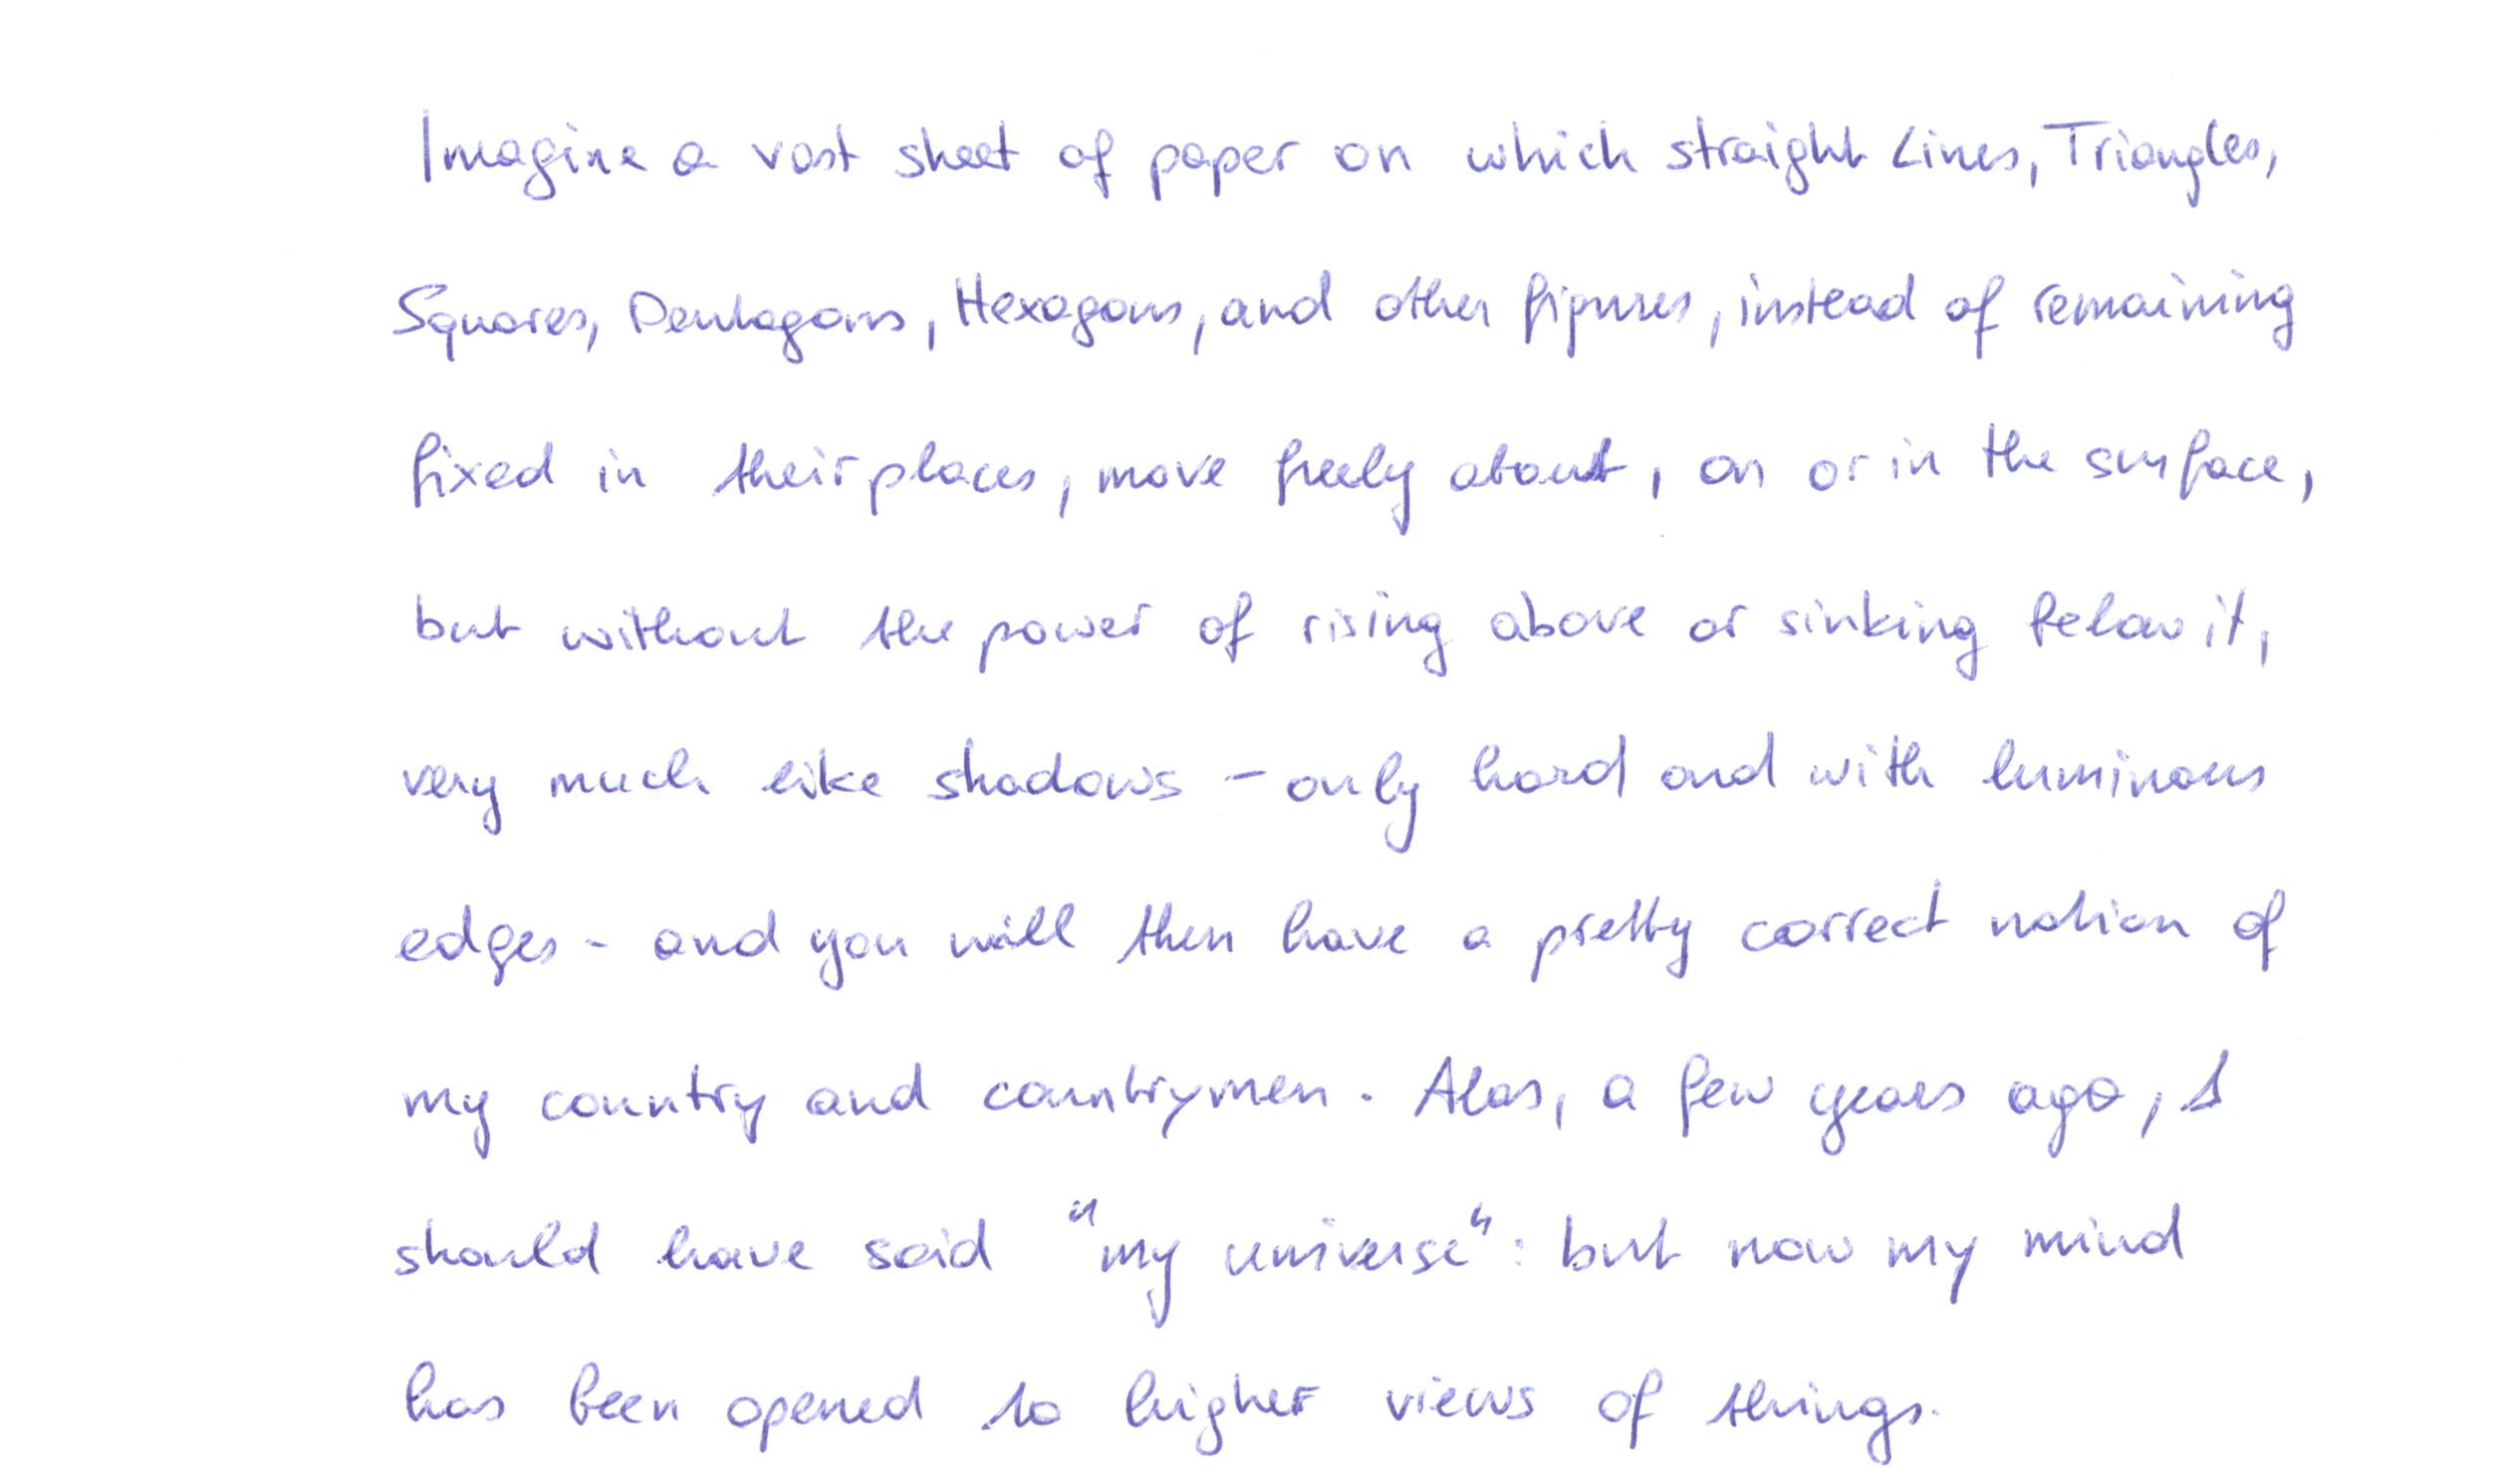 Imagine a vast sheet of paper on which straight Lines, Triangles,
Squares, Pentagons, Hexagons, and other figures, instead of remaining
fixed in their places, move freely about, on or in the surface,
but without the power of rising above or sinking below it,
very much like shadows - only hard and with luminous
edges - and you will then have a pretty correct notion of
my country and countrymen. Alas, a few years ago, I
should have said "my universe": but now my mind
has been opened to higher views of things.